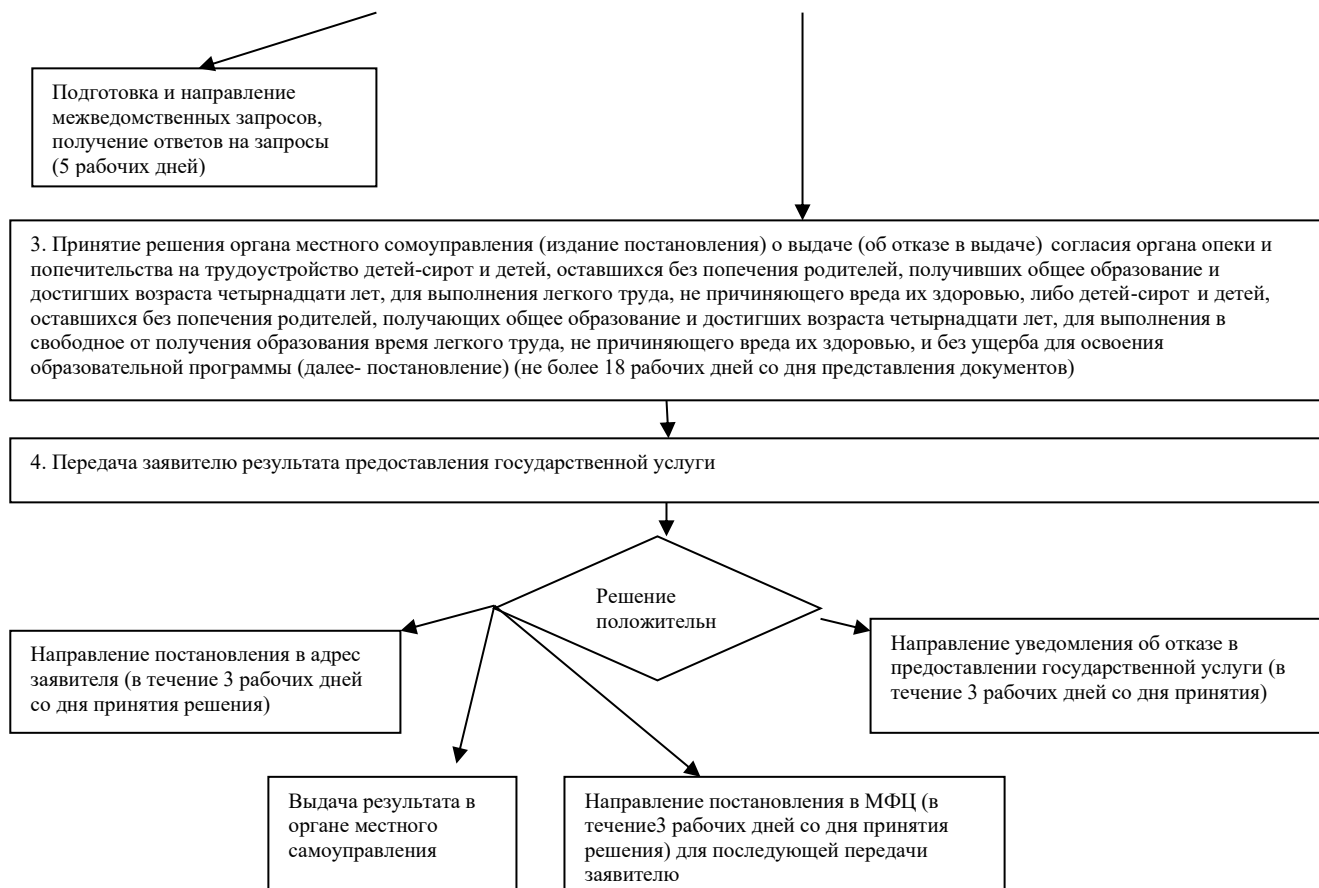 Подготовка и направление
межведомственных запросов,
получение ответов на запросы
(5 рабочих дней)
3. Принятие решения органа местного самоуправления (издание постановления) о выдаче (об отказе в выдаче) согласия органа опеки и
попечительства на трудоустройство детей-сирот и детей, оставшихся без попечения родителей, получивших общее образование и
достигших возраста четырнадцати лет, для выполнения легкого труда, не причиняющего вреда их здоровью, либо детей-сирот и детей,
оставшихся без попечения родителей, получающих общее образование и достигших возраста четырнадцати лет, для выполнения в
свободное от получения образования время легкого труда, не причиняющего вреда их здоровью, и без ущерба для освоения
образовательной программы (далее- постановление) (не более 18 рабочих дней со дня представления документов)
4. Передача заявителю результата предоставления государственной услуги
Решение
положительн
Направление постановления в адрес
заявителя (в течение 3 рабочих дней
со дня принятия решения)
Направление уведомления об отказе в
предоставлении государственной услуги (в
течение 3 рабочих дней со дня принятия)
Выдача результата в
органе местного
самоуправления
Направление постановления в МФЦ (в
течение3 рабочих дней со дня принятия
решения) для последующей передачи
заявителю